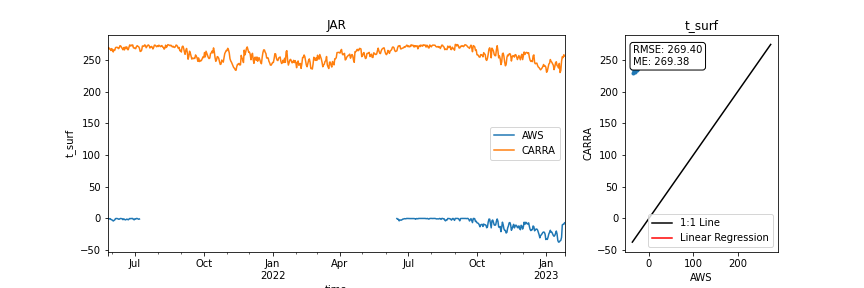 JAR
t_surf
250
200
150
100
50
0
−50
AWS
CARRA
Jul
Oct
Jan
2022
Apr
Jul
Oct
Jan
2023
time
t_surf
CARRA
250
200
150
100
50
0
−50
RMSE: 269.40
ME: 269.38
1:1 Line
Linear Regression
0
100
200
AWS